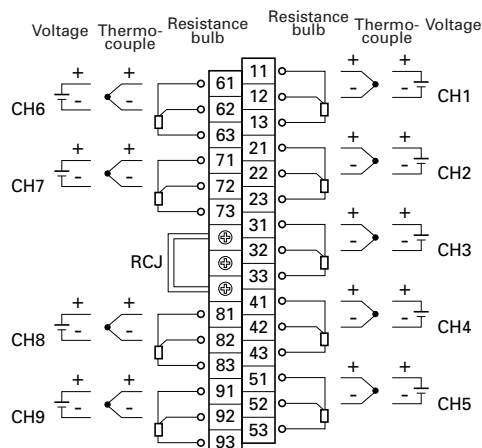 Voltage Thermo-couple Resistance bulb Resistance bulb Thermo-couple Voltage
61 11
62 12
63 13
71 21
72 22
73 23
31
32
33
81 41
82 42
83 43
91 51
92 52
93 53
+ + + +
- - - -
CH6 CH1
+ + + +
- - - -
CH7 CH2
+ +
- -
RCJ CH3
+ + + +
- - - -
CH8 CH4
+ + + +
- - - -
CH9 CH5